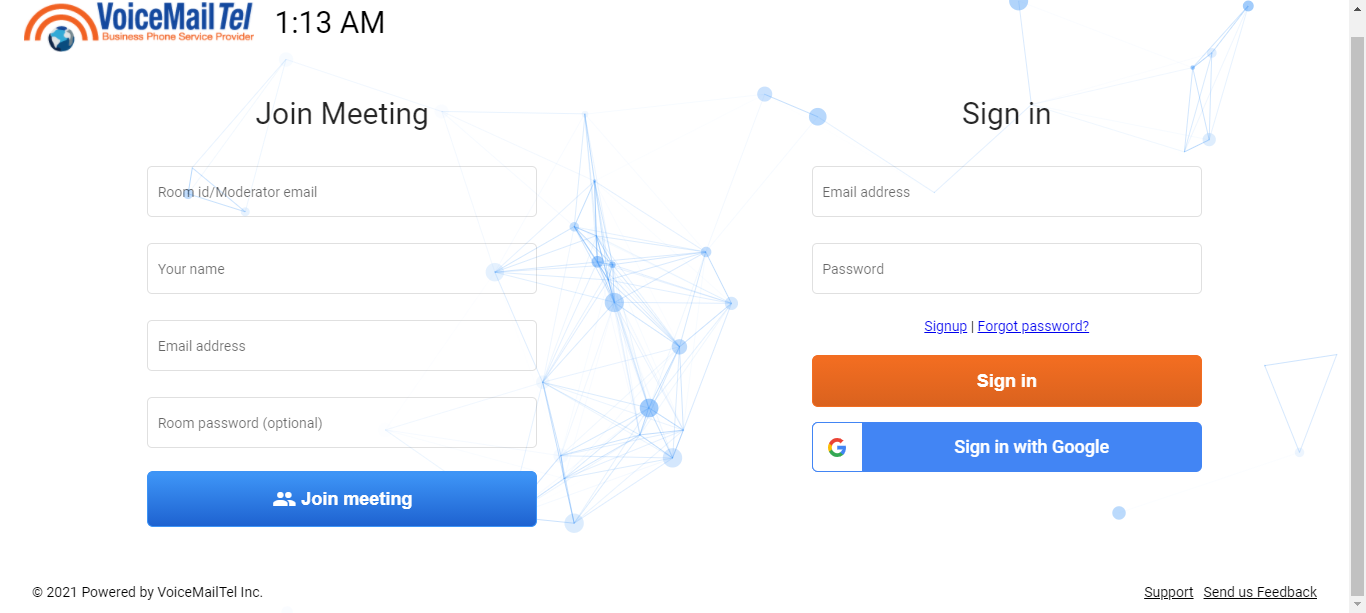 VoiceMailTel
Business Phone Service Provider
1:13 AM
Join Meeting
Room id/Moderator email
Your name
Email address
Room password (optional)
Join meeting
Sign in
Email address
Password
Signup | Forgot password?
Sign in
Sign in with Google
© 2021 Powered by VoiceMailTel Inc.
Support Send us Feedback